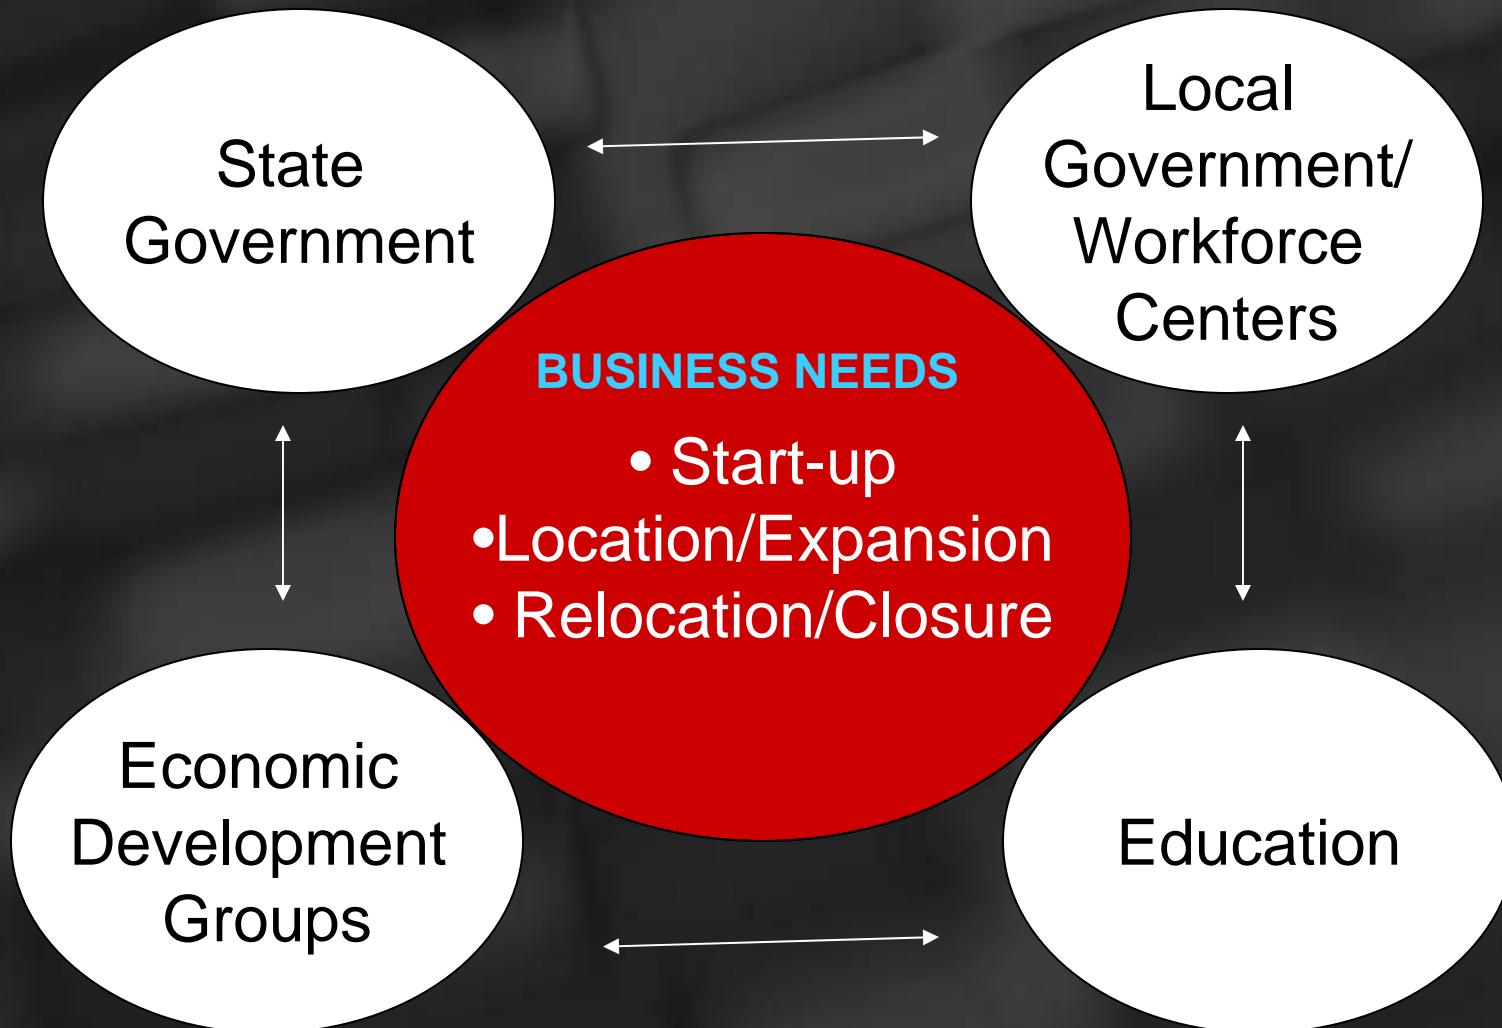 State
Government
Local
Government/
Workforce
Centers
BUSINESS NEEDS
• Start-up
•Location/Expansion
• Relocation/Closure
Economic
Development
Groups
Education